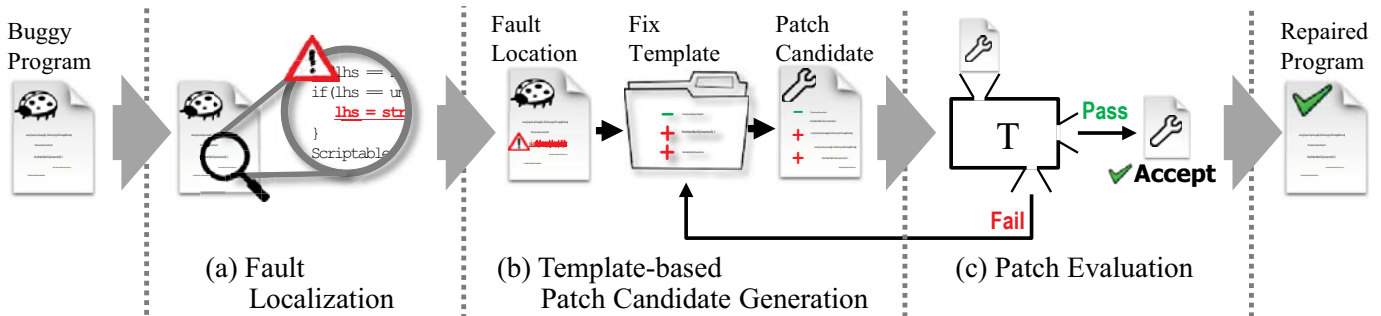 Buggy
Program
lhs =
if(lhs == un
lhs = str
}
Scriptable
(a) Fault
Localization
Fault
Location
Fix
Template
Patch
Candidate
(b) Template-based
Patch Candidate Generation
T
Pass
Accept
Fail
(c) Patch Evaluation
Repaired
Program